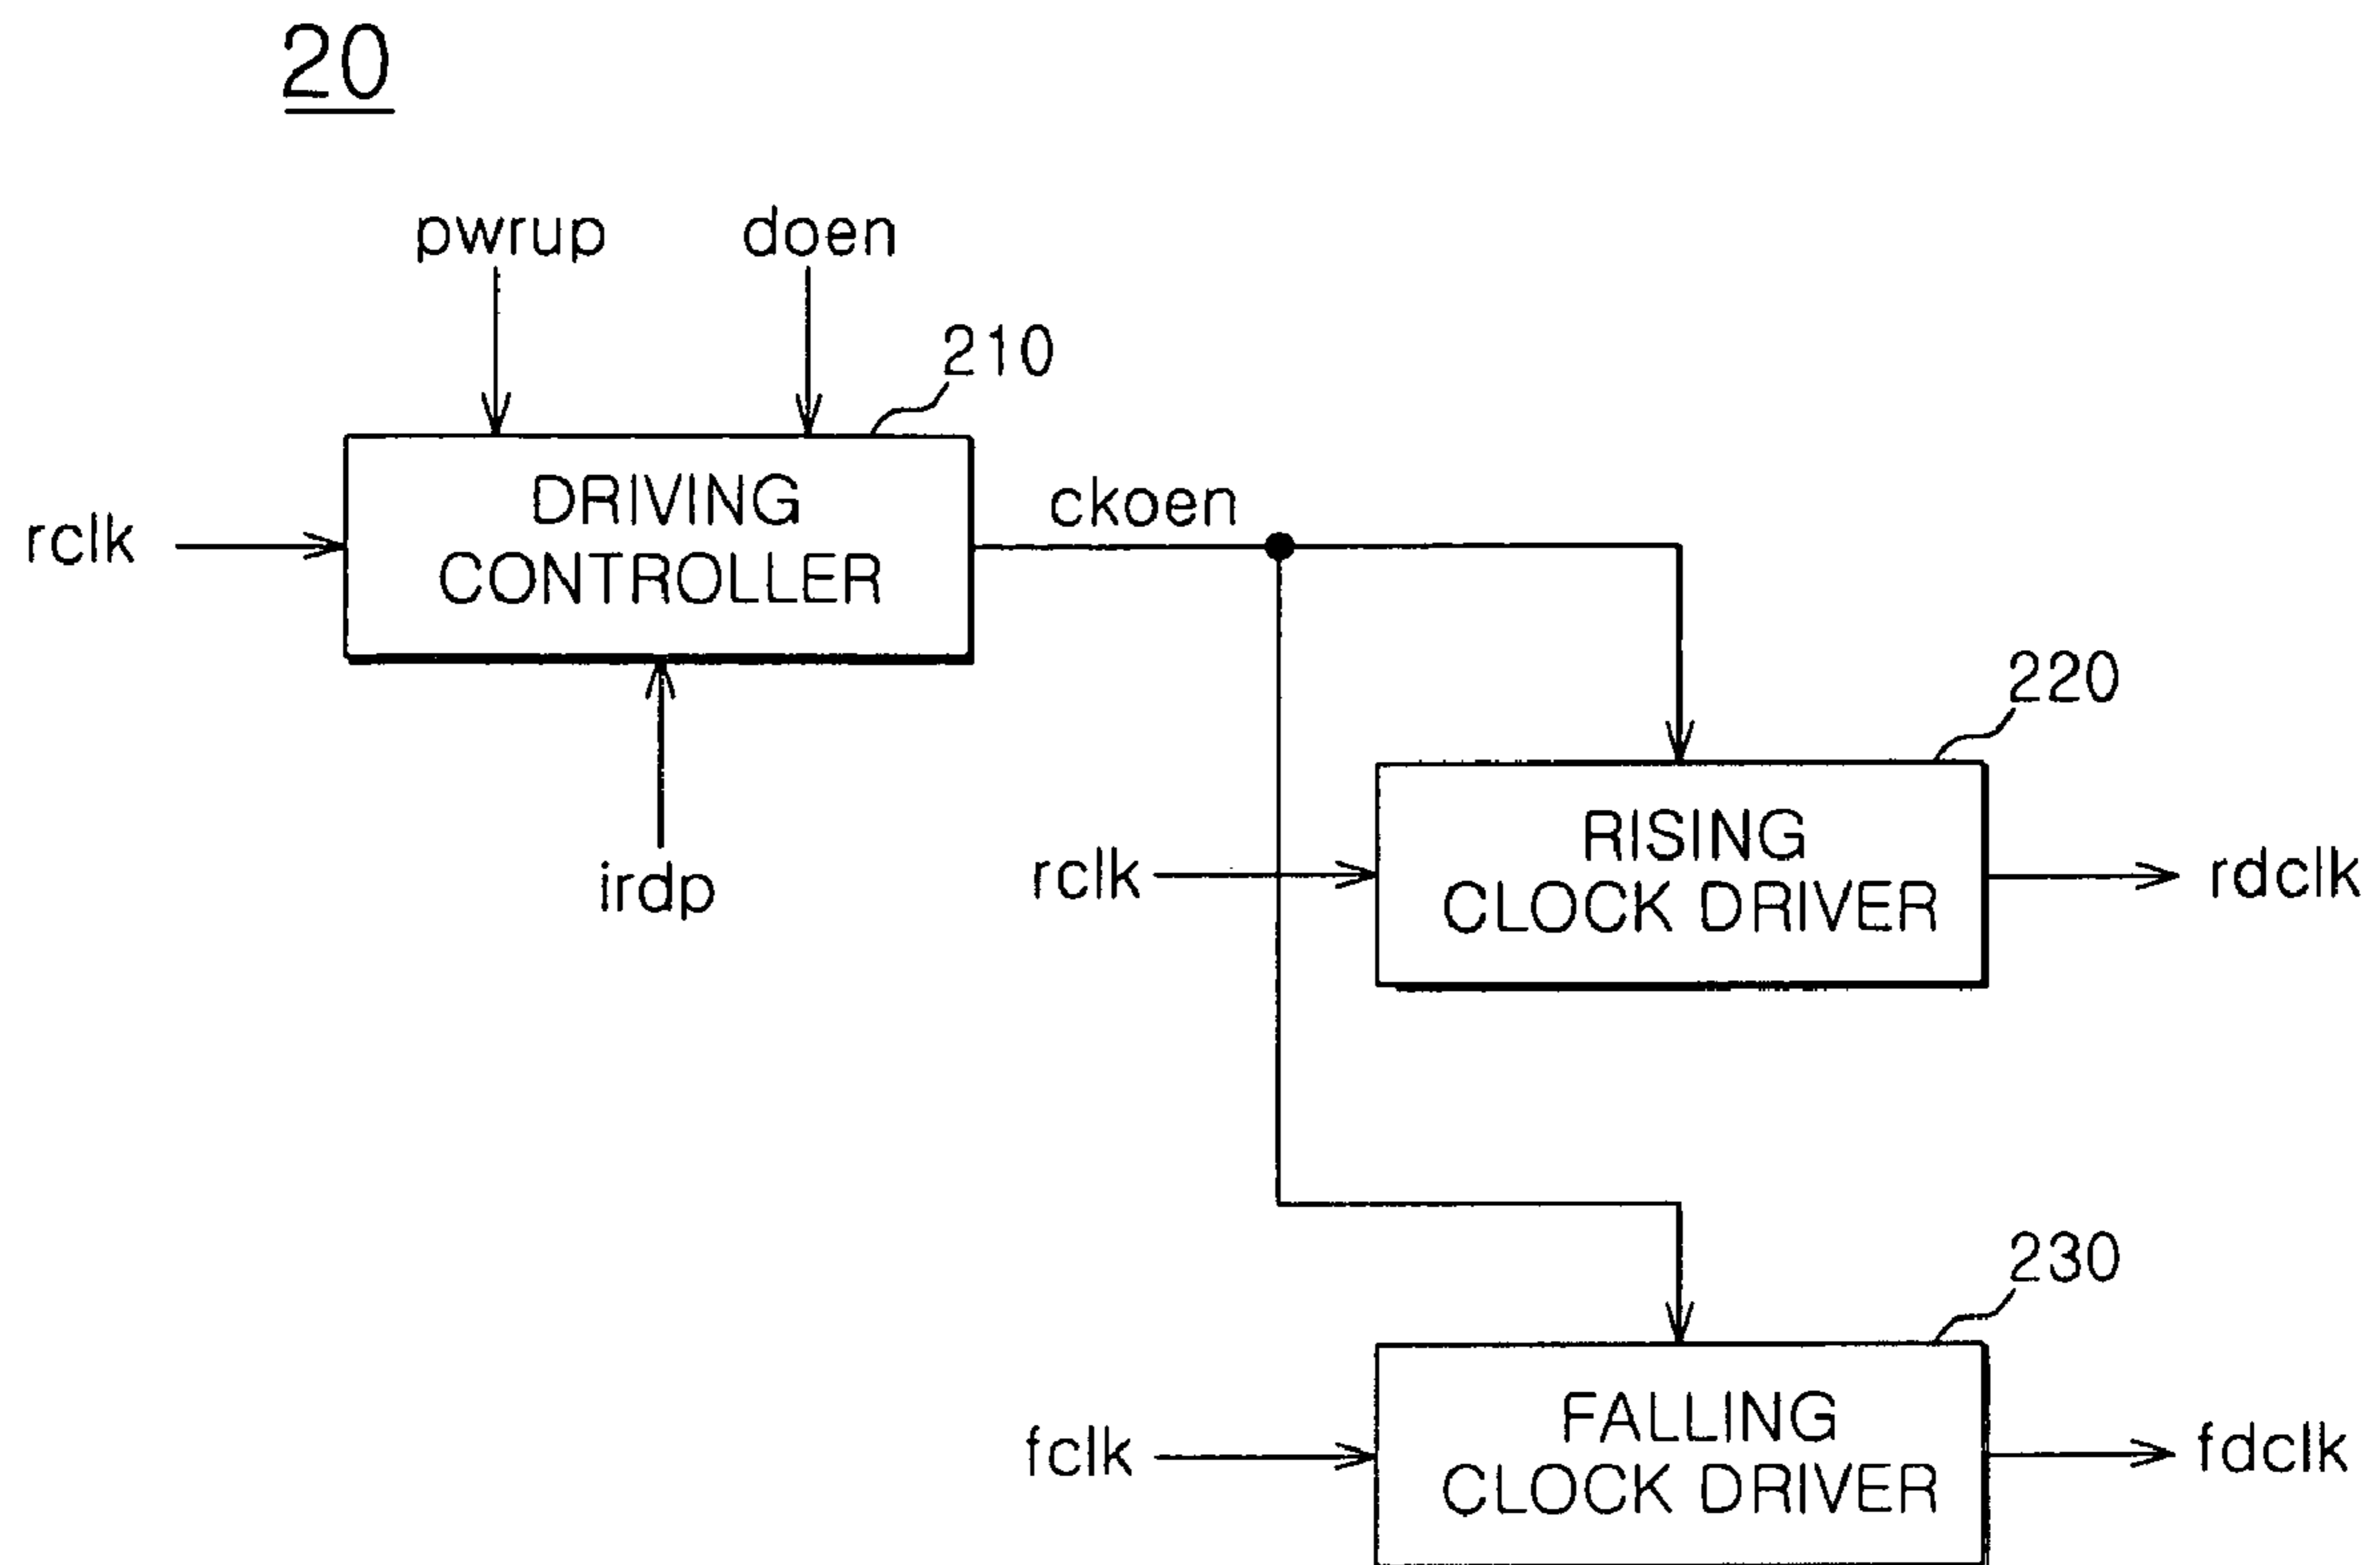 20
pwrup
doen
210
rclk
DRIVING
CONTROLLER
ckoen
irdp
220
rclk
RISING
CLOCK DRIVER
rdclk
230
fclk
FALLING
CLOCK DRIVER
fdclk